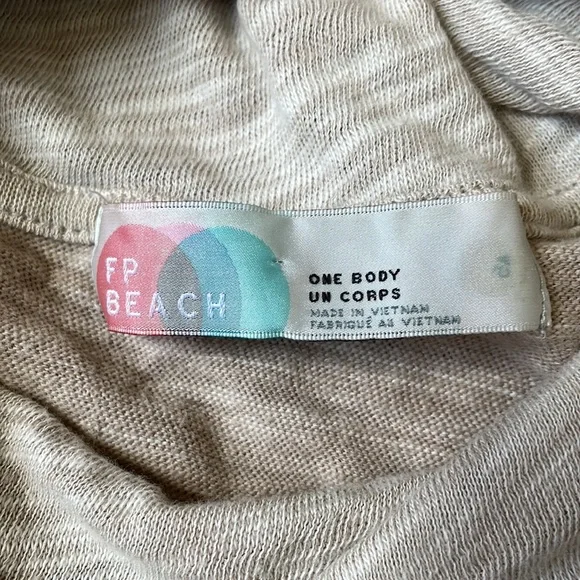 FP
BEACH
ONE BODY
UN CORPS
MADE IN VIETNAM
FABRIQUÉ AU VIETNAM